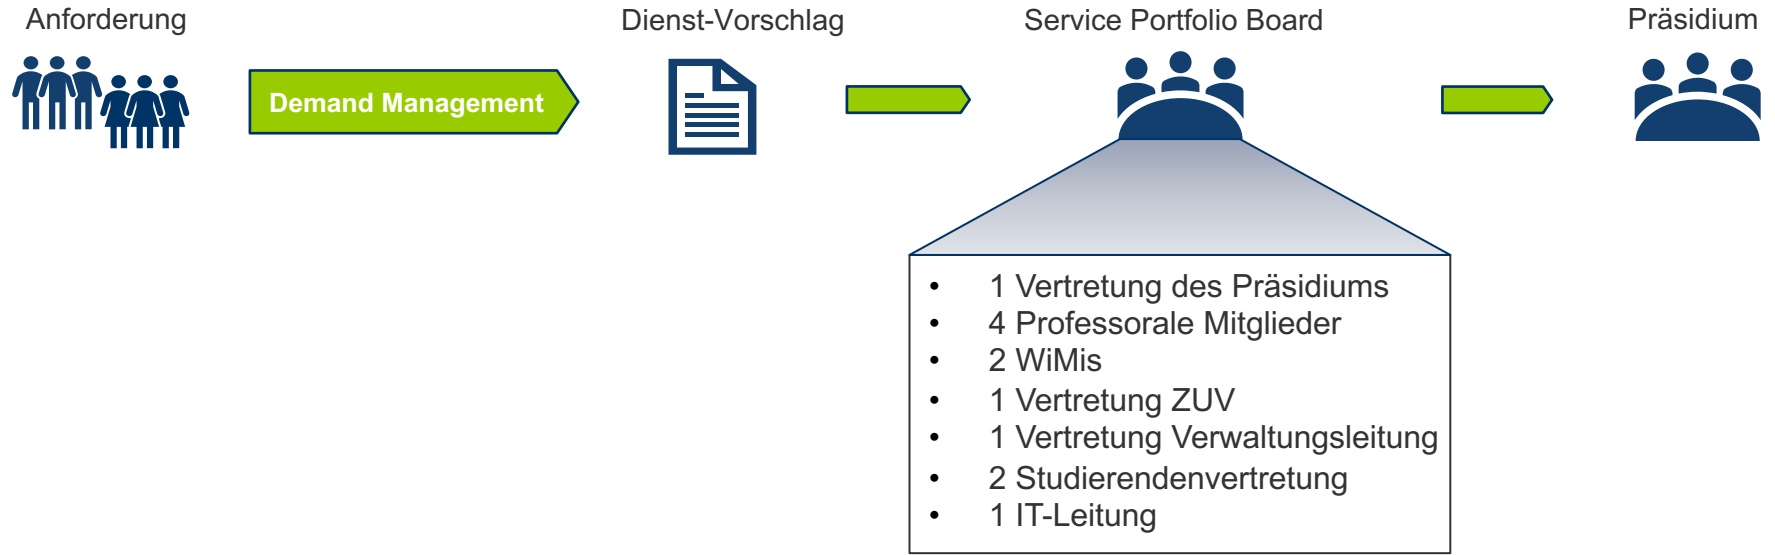 Anforderung
Dienst-Vorschlag
Service Portfolio Board
Präsidium
Demand Management
• 1 Vertretung des Präsidiums
• 4 Professorale Mitglieder
• 2 WiMis
• 1 Vertretung ZUV
• 1 Vertretung Verwaltungsleitung
• 2 Studierendenvertretung
• 1 IT-Leitung